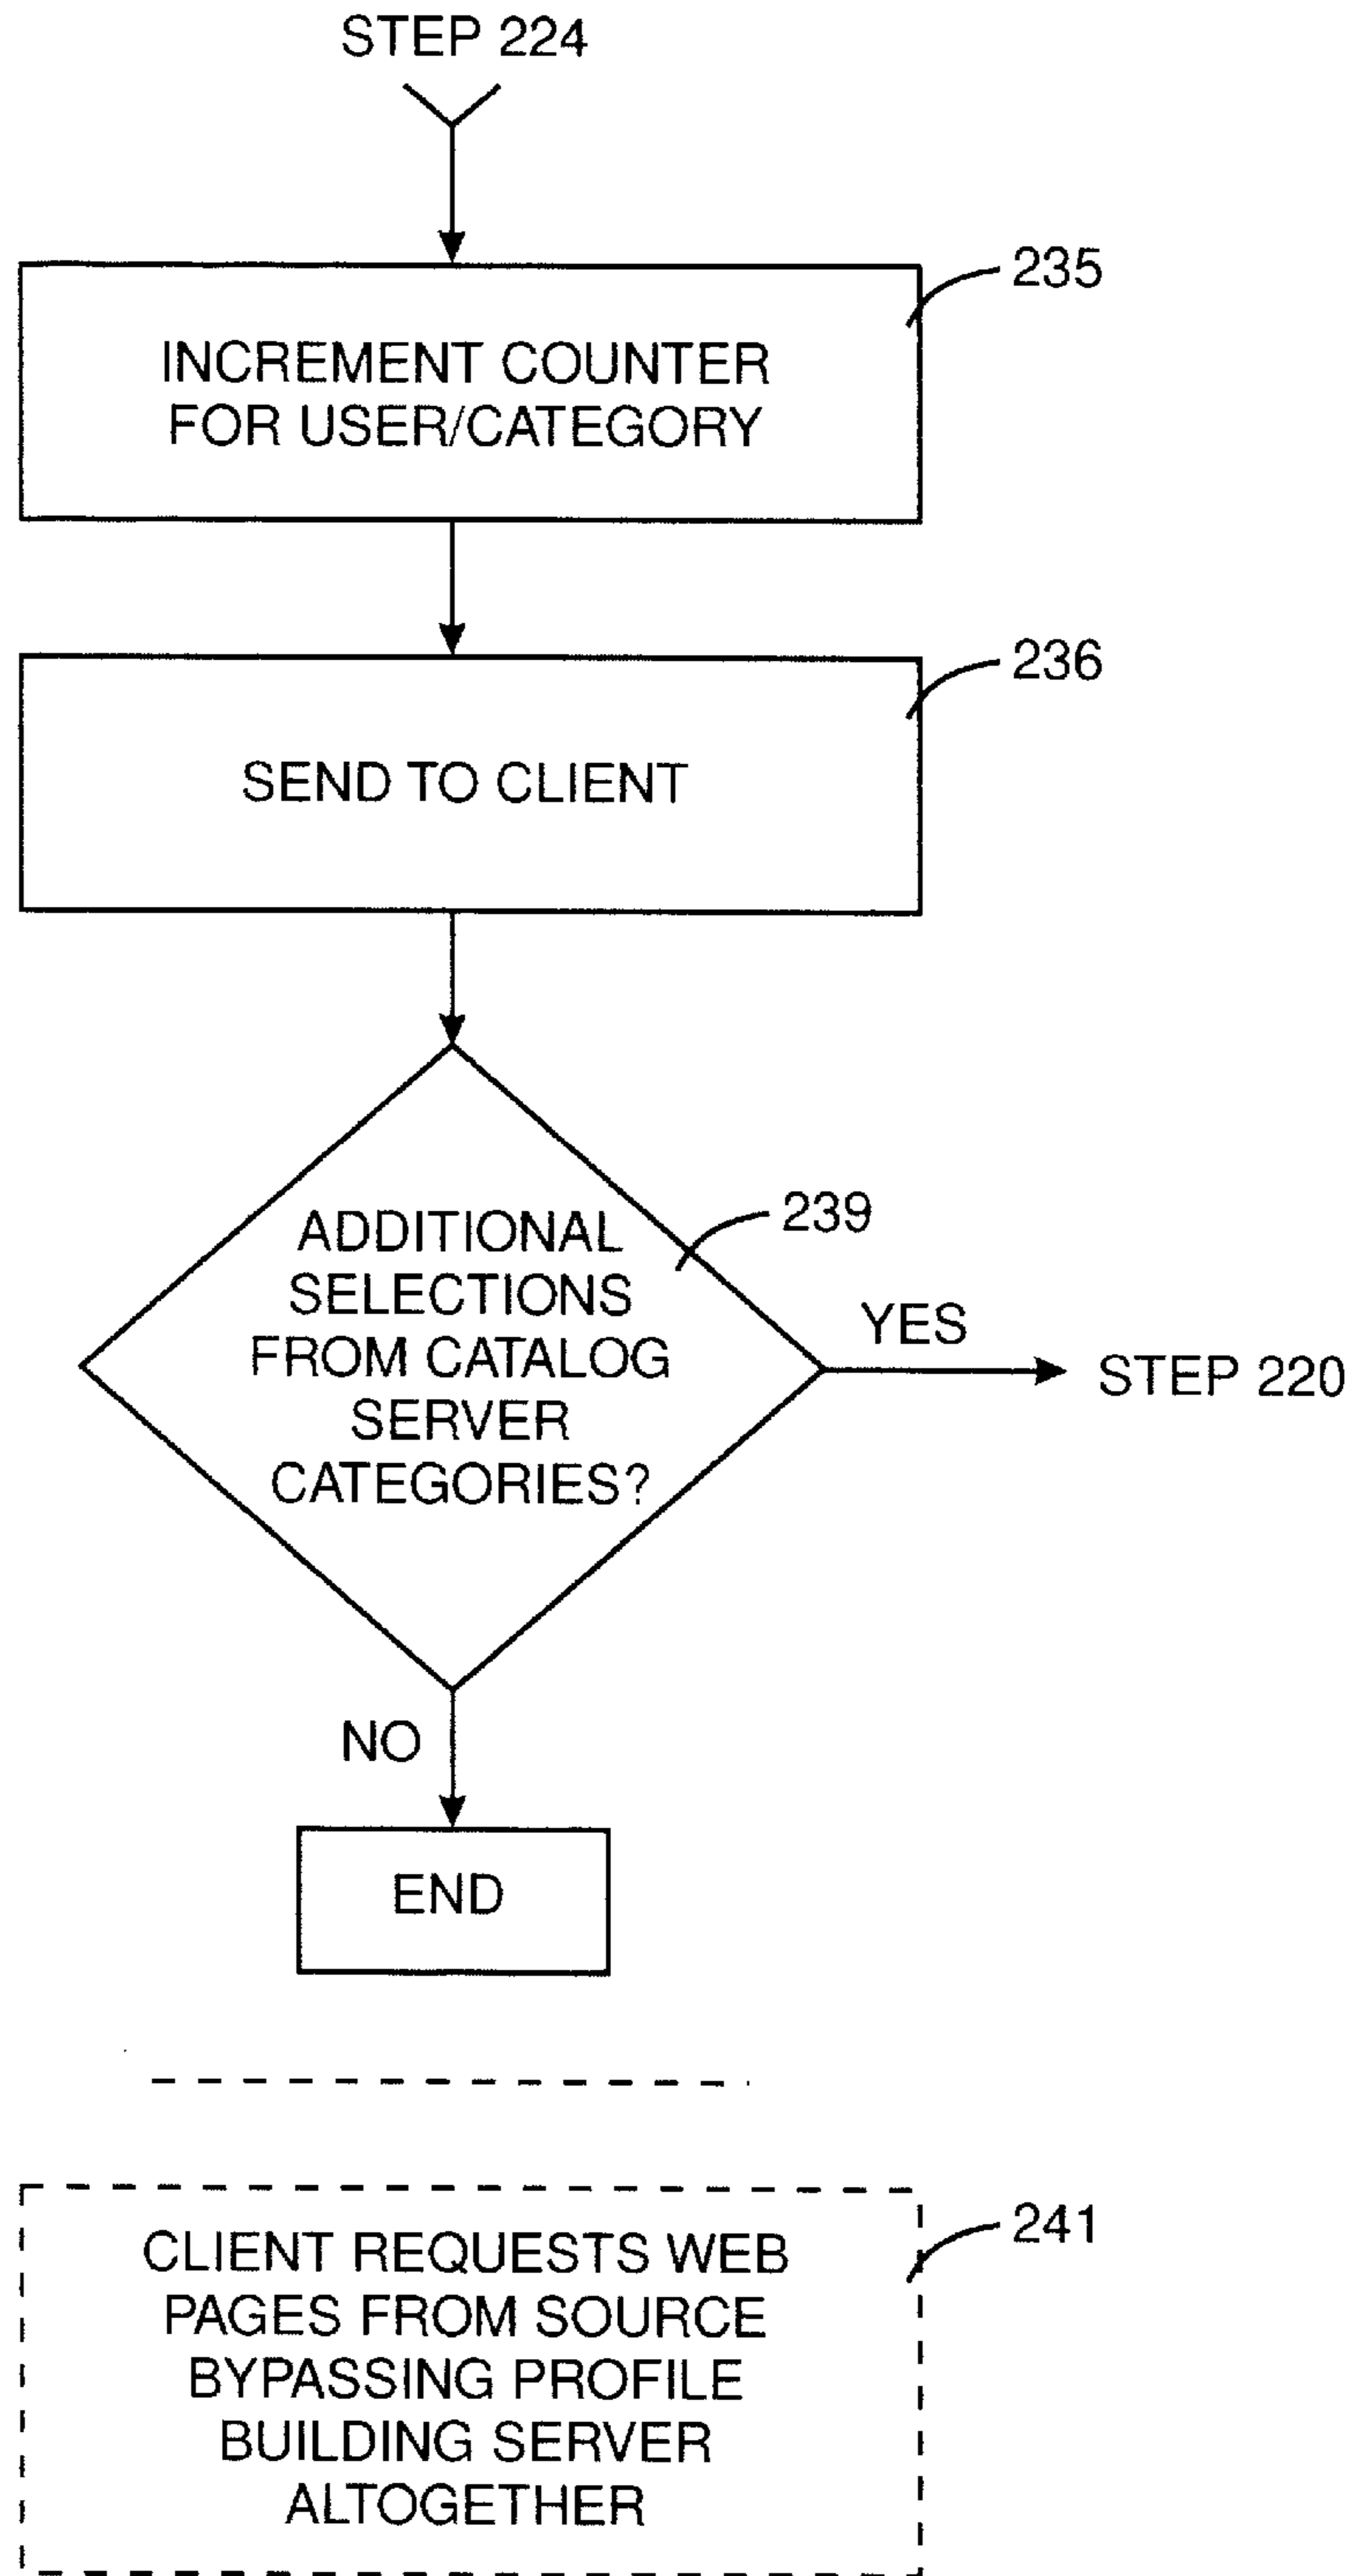 STEP 224
235
INCREMENT COUNTER
FOR USER/CATEGORY
236
SEND TO CLIENT
239
ADDITIONAL
SELECTIONS
FROM CATALOG
SERVER
CATEGORIES?
YES
STEP 220
NO
END
241
CLIENT REQUESTS WEB
PAGES FROM SOURCE
BYPASSING PROFILE
BUILDING SERVER
ALTOGETHER